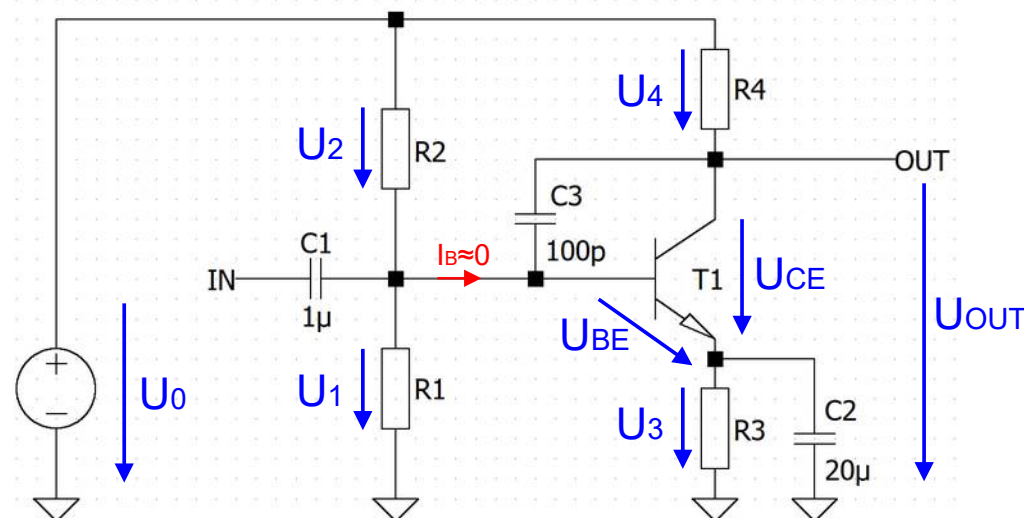 U4
R4
U2
R2
OUT
C3
C1
IB≈0
100p
IN
T1
UCE
1µ
UBE
UOUT
U0
U1
R1
U3
R3
C2
20µ